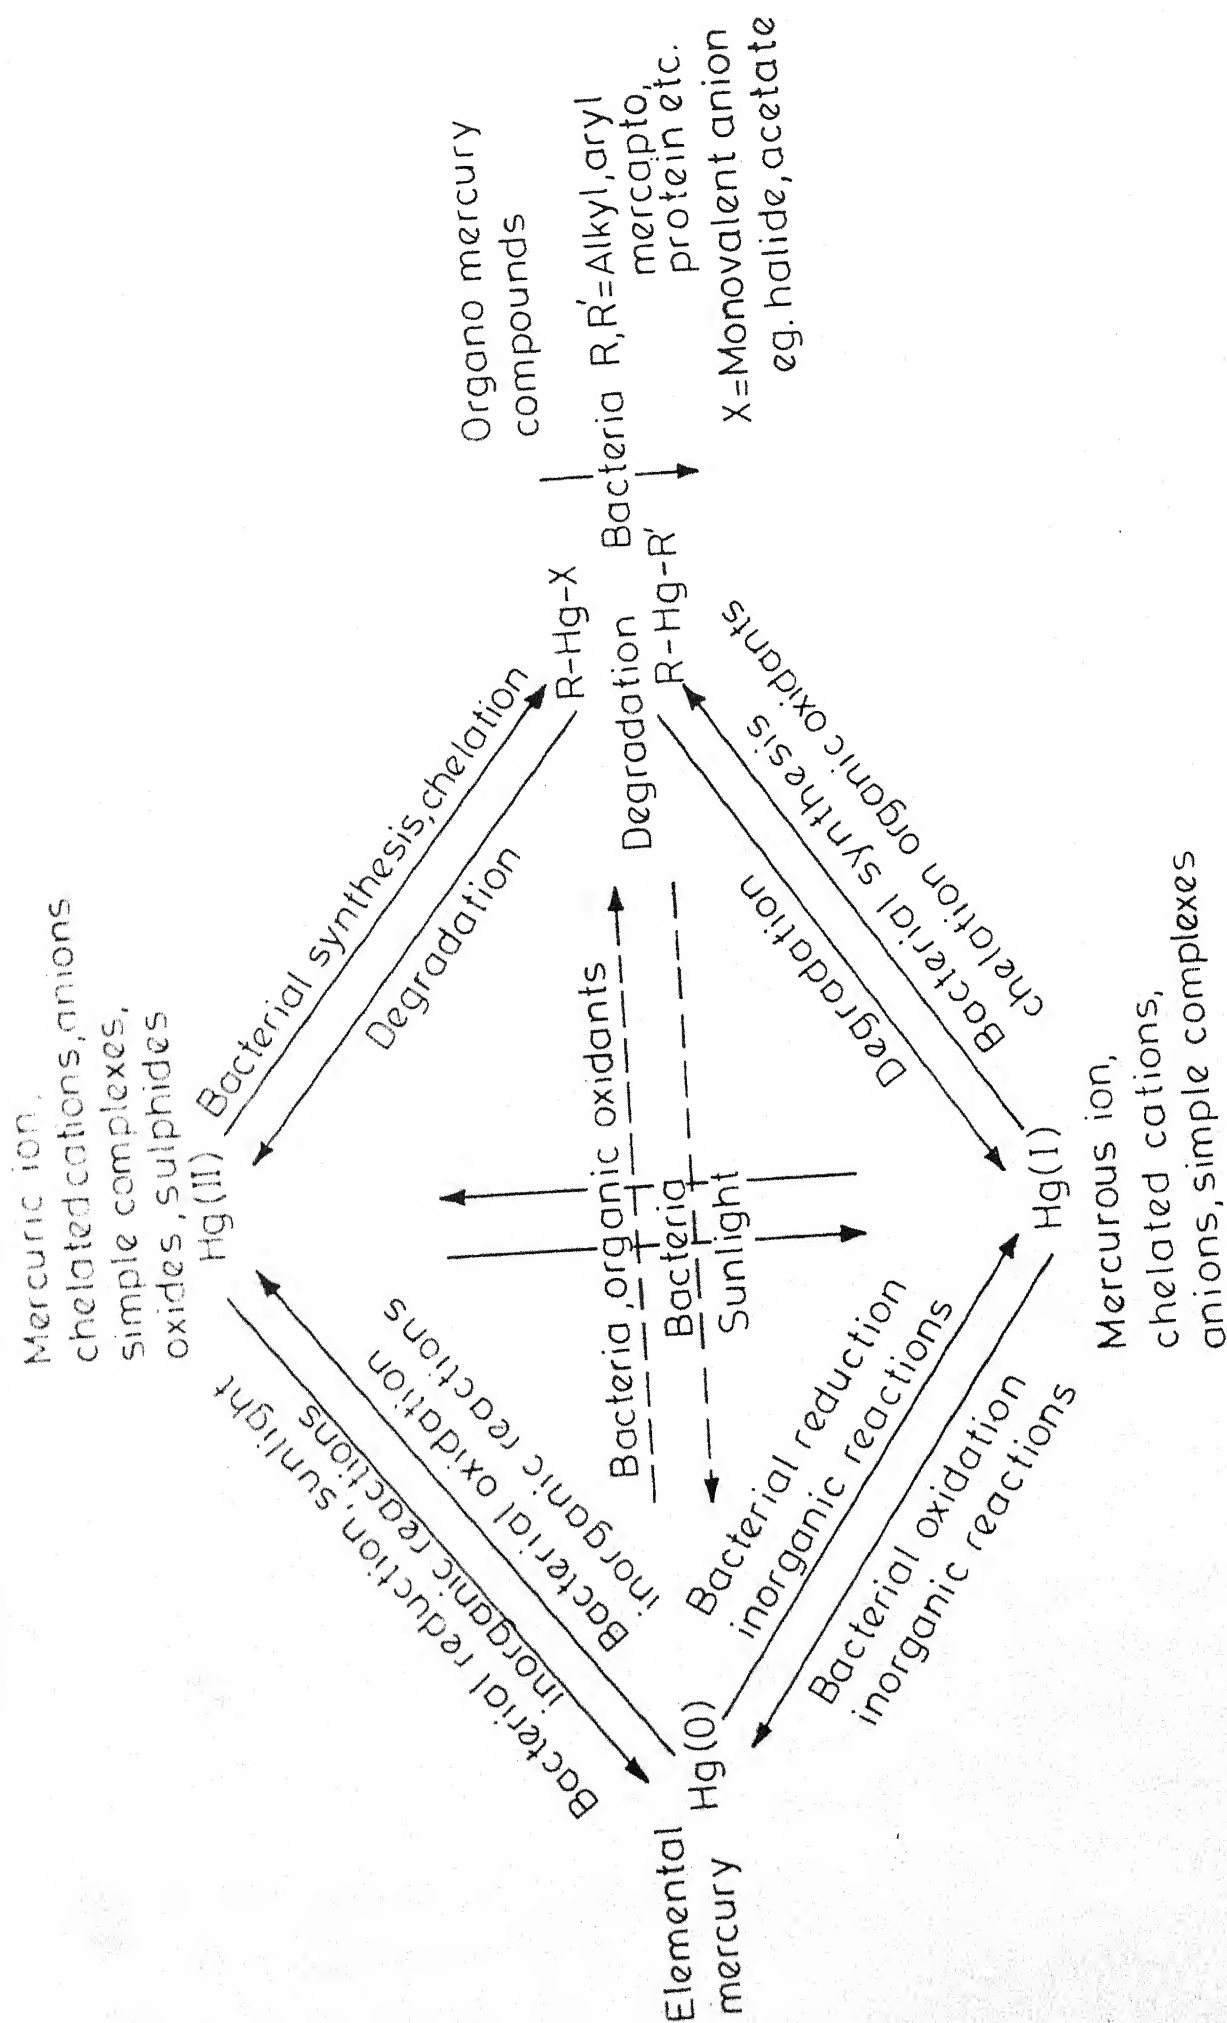 Mercuric ion,
chelated cations, anions
simple complexes,
oxides, sulphides
Hg(II)
Bacterial synthesis, chelation
Degradation
Bacterial reduction, sunlight
inorganic reactions
Bacterial oxidation
inorganic reactions
Organo mercury
compounds
R-Hg-X
Bacteria
Degradation
R-Hg-R'
R,R'=Alkyl,aryl
mercapto,
protein etc.
X=Monovalent anion
eg. halide, acetate
Bacteria, organic oxidants
Bacteria
Sunlight
Elemental
mercury
Hg(0)
Bacterial reduction
inorganic reactions
Bacterial oxidation
inorganic reactions
Degradation
Bacterial synthesis
chelation organic oxidants
Hg(I)
Mercurous ion,
chelated cations,
anions, simple complexes